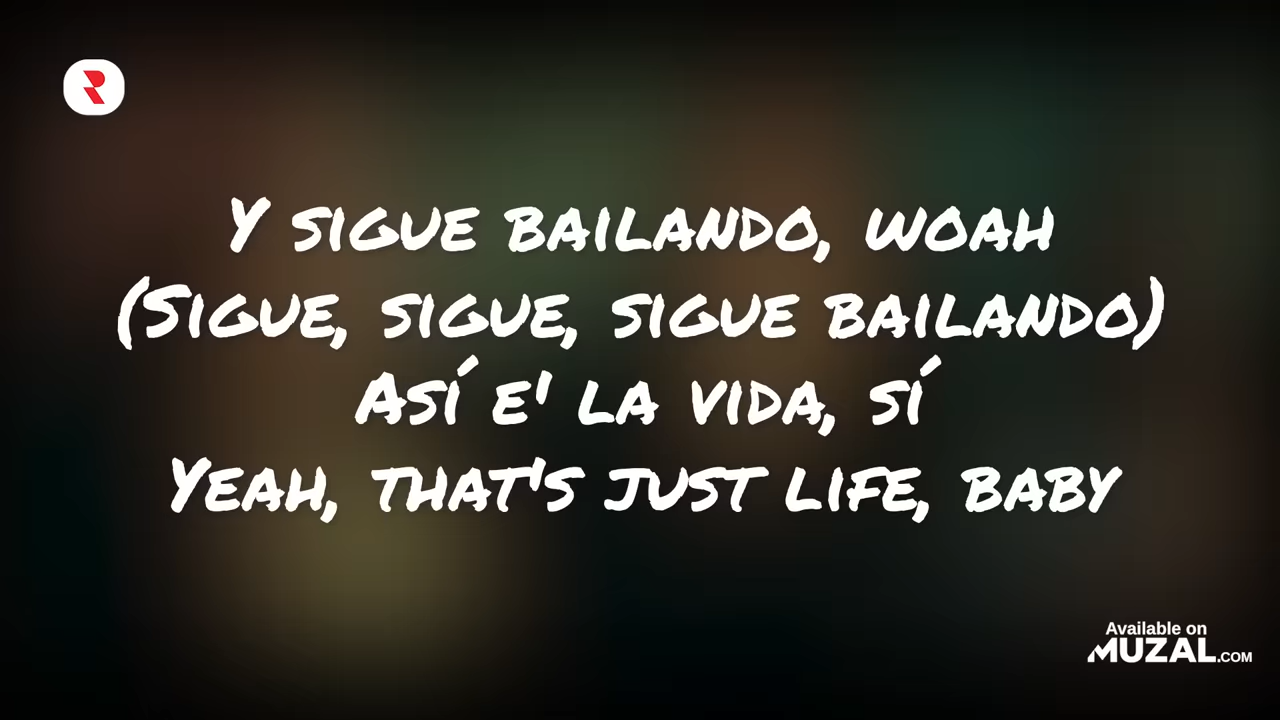 R
Y sigue bailando, woah
(Sigue, sigue, sigue bailando)
Así e' la vida, sí
Yeah, that's just life, baby
Available on
MUZAL.COM